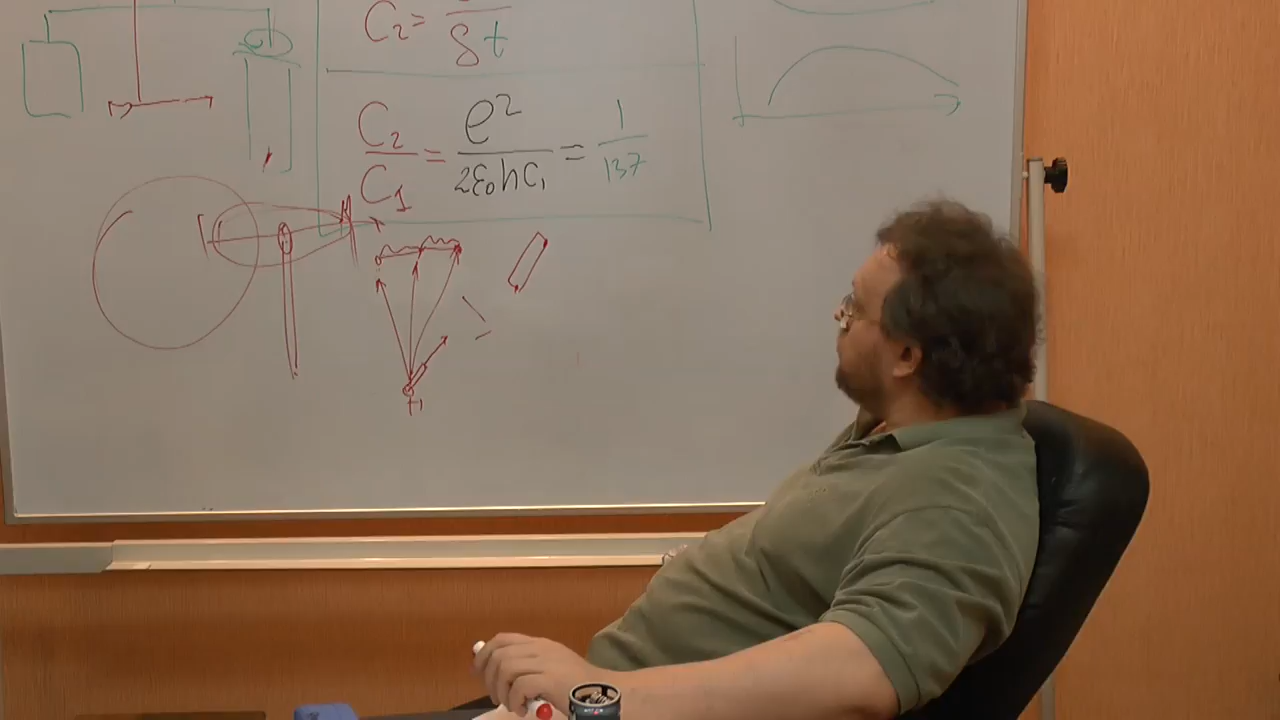 C₂ = / δt
C₂/C₁ = e²/2ε₀hC₁ = 1/137